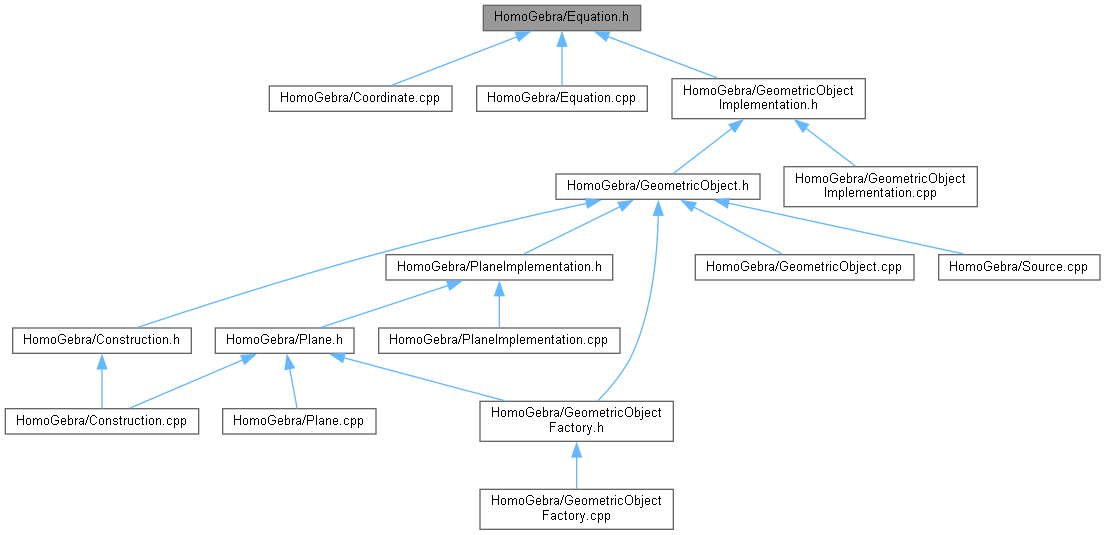 HomoGebra/Equation.h
HomoGebra/Coordinate.cpp
HomoGebra/Equation.cpp
HomoGebra/GeometricObject
Implementation.h
HomoGebra/GeometricObject.h
HomoGebra/GeometricObject
Implementation.cpp
HomoGebra/PlaneImplementation.h
HomoGebra/GeometricObject.cpp
HomoGebra/Source.cpp
HomoGebra/Construction.h
HomoGebra/Plane.h
HomoGebra/PlaneImplementation.cpp
HomoGebra/Construction.cpp
HomoGebra/Plane.cpp
HomoGebra/GeometricObject
Factory.h
HomoGebra/GeometricObject
Factory.cpp